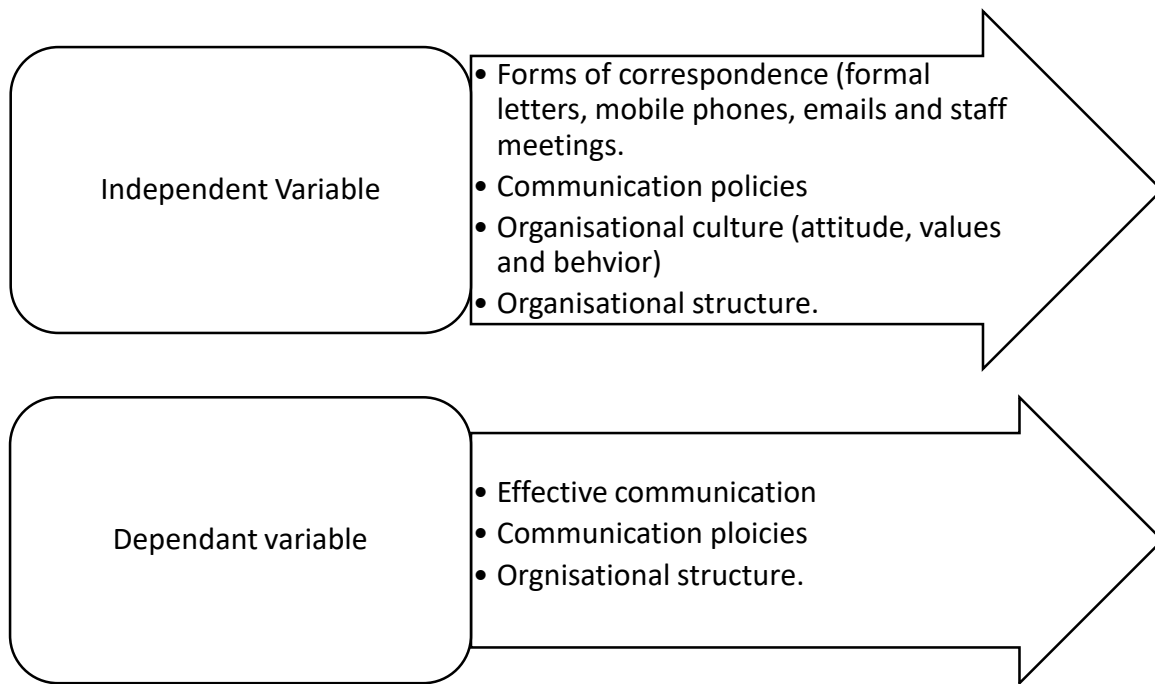 Independent Variable
• Forms of correspondence (formal
letters, mobile phones, emails and staff
meetings.
• Communication policies
• Organisational culture (attitude, values
and behvior)
• Organisational structure.
Dependant variable
• Effective communication
• Communication ploicies
• Orgnisational structure.